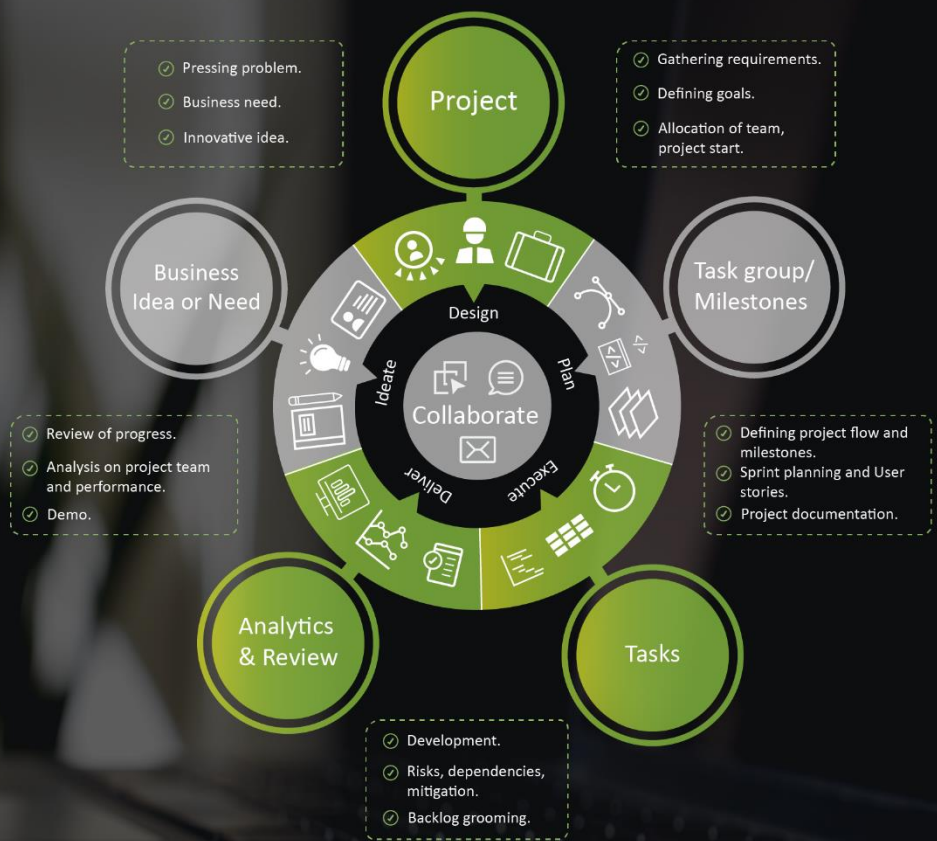 Pressing problem.
Business need.
Innovative idea.
Project
Gathering requirements.
Defining goals.
Allocation of team,
project start.
Business
Idea or Need
Task group/
Milestones
Design
Ideate
Plan
Collaborate
Deliver
Execute
</>
</>
Review of progress.
Analysis on project team
and performance.
Demo.
Defining project flow and
milestones.
Sprint planning and User
stories.
Project documentation.
Analytics
& Review
Tasks
Development.
Risks, dependencies,
mitigation.
Backlog grooming.